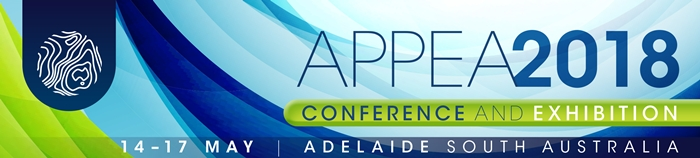 APPEA2018
CONFERENCE AND EXHIBITION
14-17 MAY | ADELAIDE SOUTH AUSTRALIA